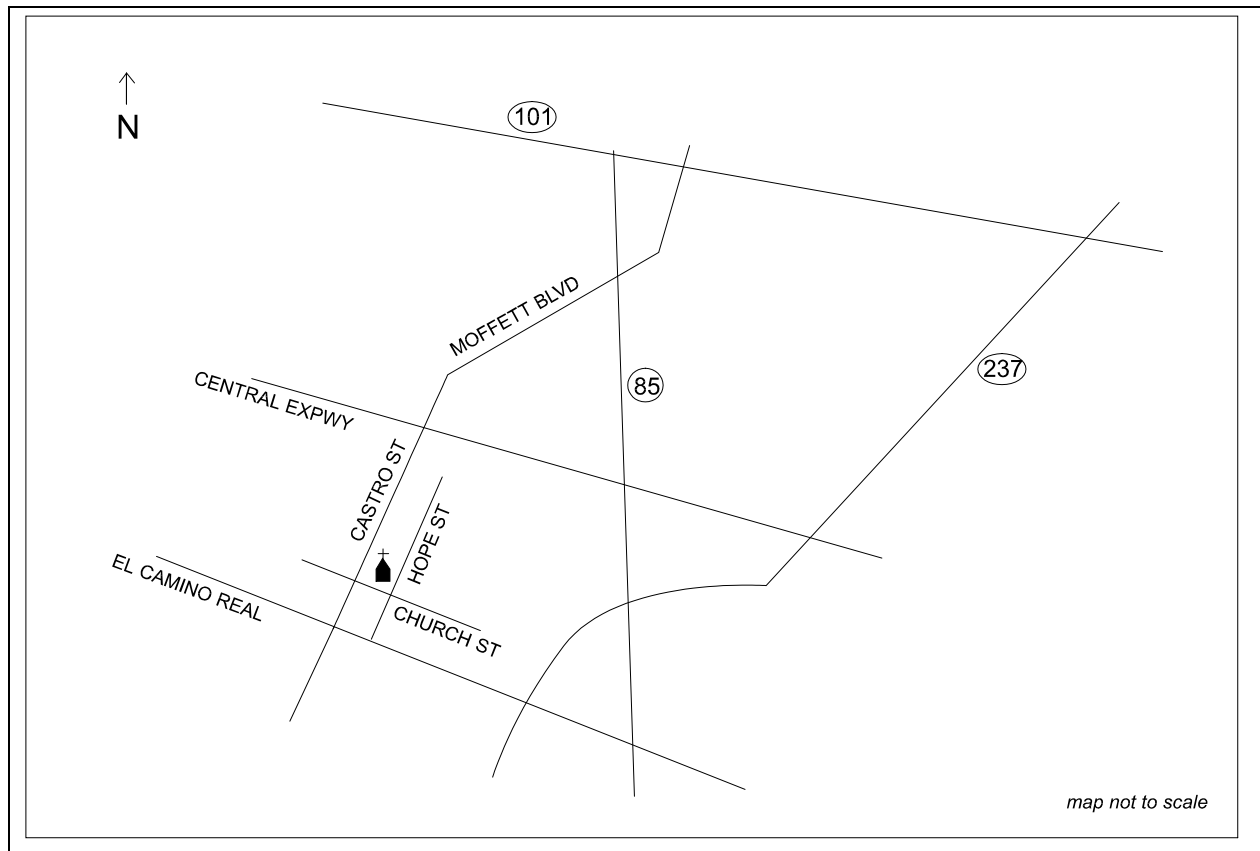 101
N
MOFFETT BLVD
237
85
CENTRAL EXPWY
CASTRO ST
HOPE ST
EL CAMINO REAL
CHURCH ST
map not to scale